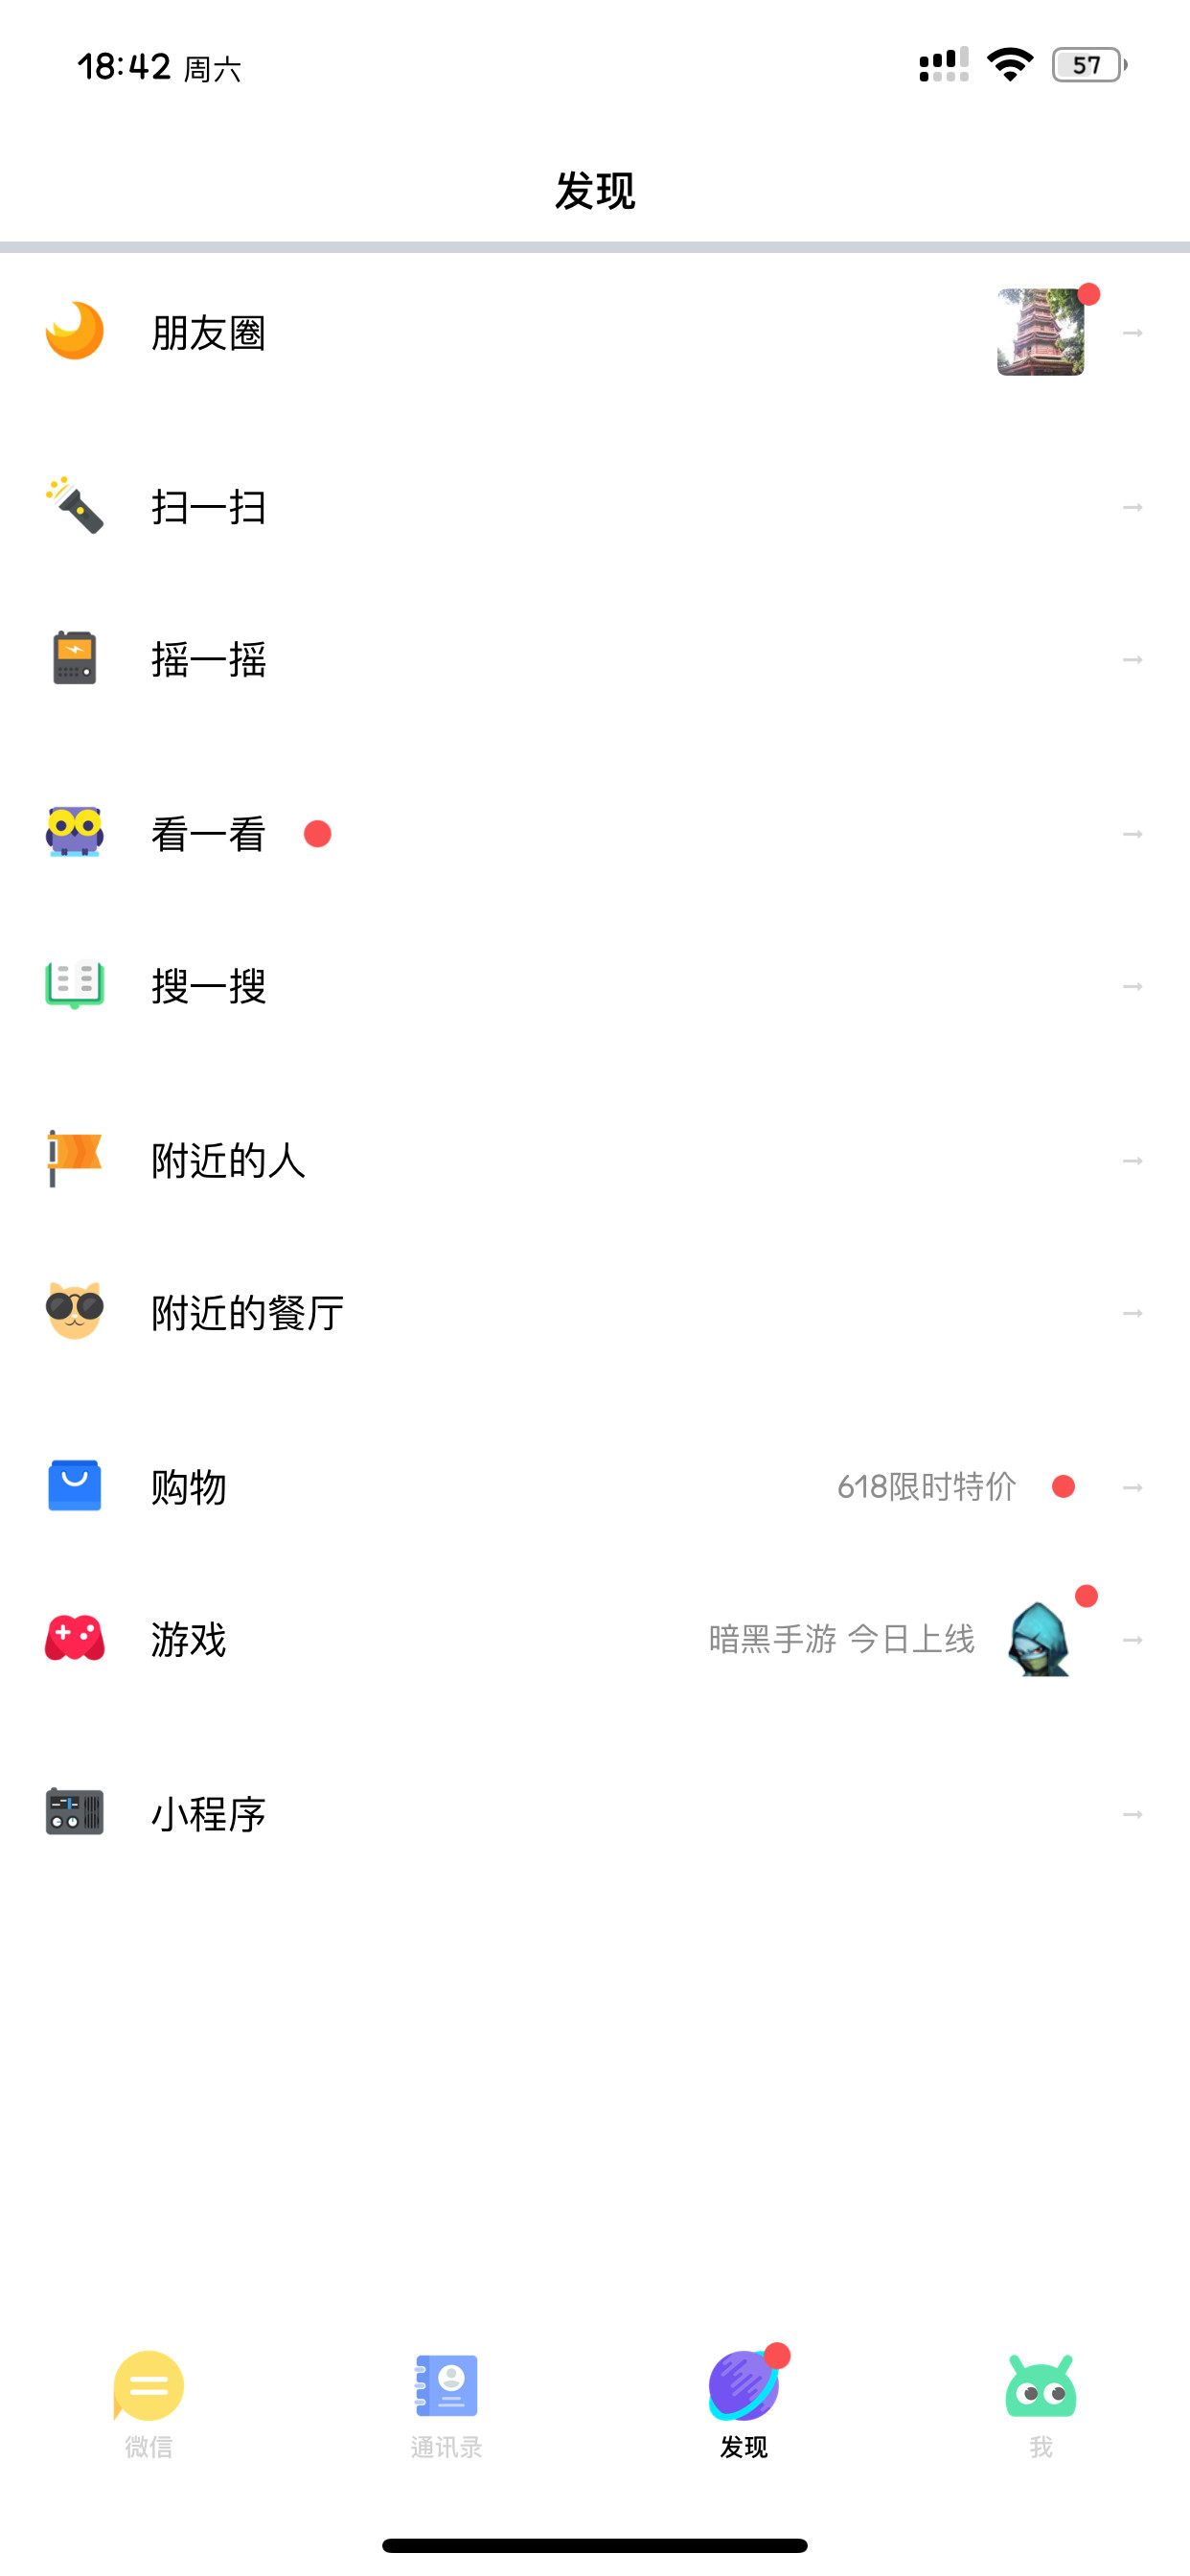 18:42 周六
57
发现
朋友圈
扫一扫
摇一摇
看一看
搜一搜
附近的人
附近的餐厅
购物 618限时特价
游戏 暗黑手游 今日上线
小程序
微信 通讯录 发现 我